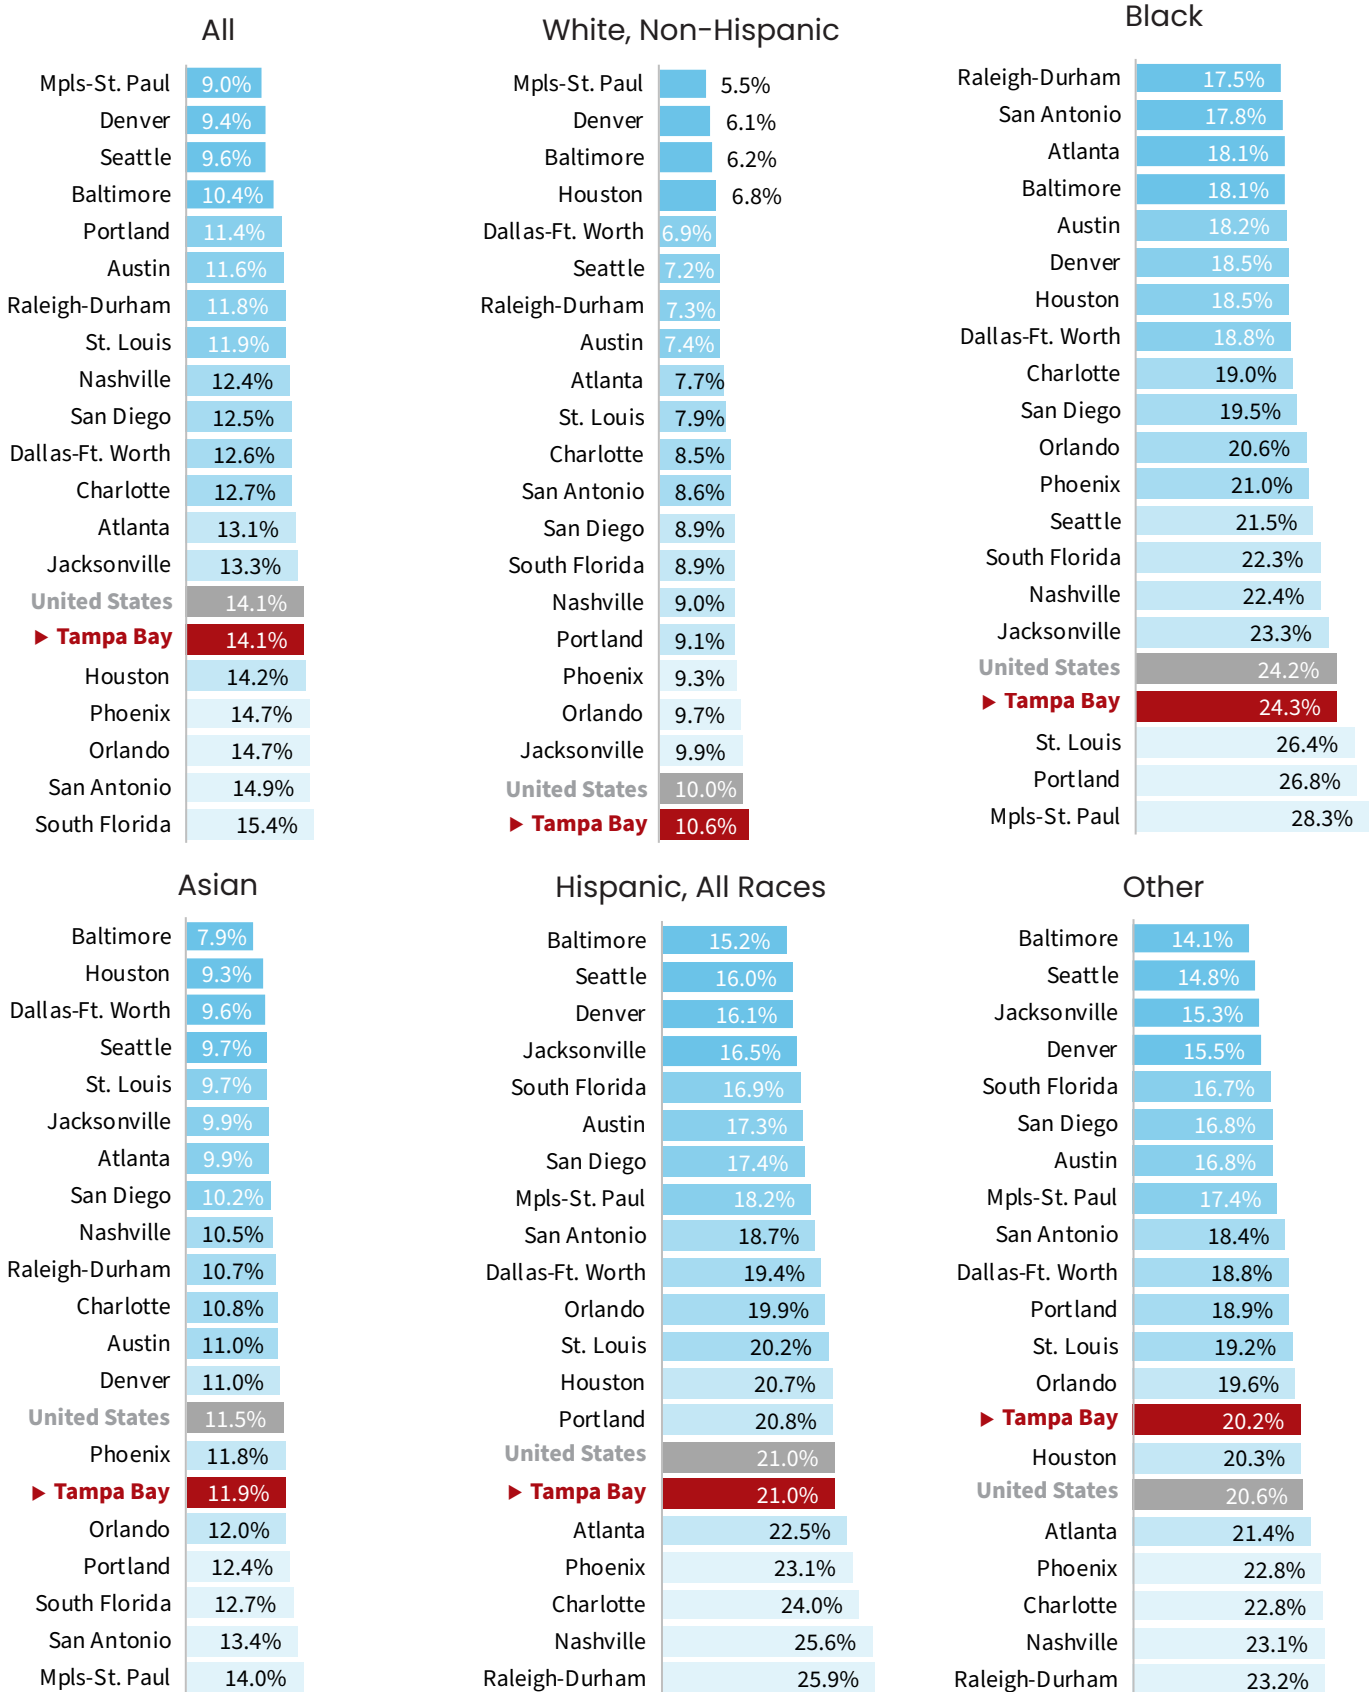 All
Mpls-St. Paul 9.0%
Denver 9.4%
Seattle 9.6%
Baltimore 10.4%
Portland 11.4%
Austin 11.6%
Raleigh-Durham 11.8%
St. Louis 11.9%
Nashville 12.4%
San Diego 12.5%
Dallas-Ft. Worth 12.6%
Charlotte 12.7%
Atlanta 13.1%
Jacksonville 13.3%
United States 14.1%
▶ Tampa Bay 14.1%
Houston 14.2%
Phoenix 14.7%
Orlando 14.7%
San Antonio 14.9%
South Florida 15.4%
White, Non-Hispanic
Mpls-St. Paul 5.5%
Denver 6.1%
Baltimore 6.2%
Houston 6.8%
Dallas-Ft. Worth 6.9%
Seattle 7.2%
Raleigh-Durham 7.3%
Austin 7.4%
Atlanta 7.7%
St. Louis 7.9%
Charlotte 8.5%
San Antonio 8.6%
San Diego 8.9%
South Florida 8.9%
Nashville 9.0%
Portland 9.1%
Phoenix 9.3%
Orlando 9.7%
Jacksonville 9.9%
United States 10.0%
▶ Tampa Bay 10.6%
Black
Raleigh-Durham 17.5%
San Antonio 17.8%
Atlanta 18.1%
Baltimore 18.1%
Austin 18.2%
Denver 18.5%
Houston 18.5%
Dallas-Ft. Worth 18.8%
Charlotte 19.0%
San Diego 19.5%
Orlando 20.6%
Phoenix 21.0%
Seattle 21.5%
South Florida 22.3%
Nashville 22.4%
Jacksonville 23.3%
United States 24.2%
▶ Tampa Bay 24.3%
St. Louis 26.4%
Portland 26.8%
Mpls-St. Paul 28.3%
Asian
Baltimore 7.9%
Houston 9.3%
Dallas-Ft. Worth 9.6%
Seattle 9.7%
St. Louis 9.7%
Jacksonville 9.9%
Atlanta 9.9%
San Diego 10.2%
Nashville 10.5%
Raleigh-Durham 10.7%
Charlotte 10.8%
Austin 11.0%
Denver 11.0%
United States 11.5%
Phoenix 11.8%
▶ Tampa Bay 11.9%
Orlando 12.0%
Portland 12.4%
South Florida 12.7%
San Antonio 13.4%
Mpls-St. Paul 14.0%
Hispanic, All Races
Baltimore 15.2%
Seattle 16.0%
Denver 16.1%
Jacksonville 16.5%
South Florida 16.9%
Austin 17.3%
San Diego 17.4%
Mpls-St. Paul 18.2%
San Antonio 18.7%
Dallas-Ft. Worth 19.4%
Orlando 19.9%
St. Louis 20.2%
Houston 20.7%
Portland 20.8%
United States 21.0%
▶ Tampa Bay 21.0%
Atlanta 22.5%
Phoenix 23.1%
Charlotte 24.0%
Nashville 25.6%
Raleigh-Durham 25.9%
Other
Baltimore 14.1%
Seattle 14.8%
Jacksonville 15.3%
Denver 15.5%
South Florida 16.7%
San Diego 16.8%
Austin 16.8%
Mpls-St. Paul 17.4%
San Antonio 18.4%
Dallas-Ft. Worth 18.8%
Portland 18.9%
St. Louis 19.2%
Orlando 19.6%
▶ Tampa Bay 20.2%
Houston 20.3%
United States 20.6%
Atlanta 21.4%
Phoenix 22.8%
Charlotte 22.8%
Nashville 23.1%
Raleigh-Durham 23.2%